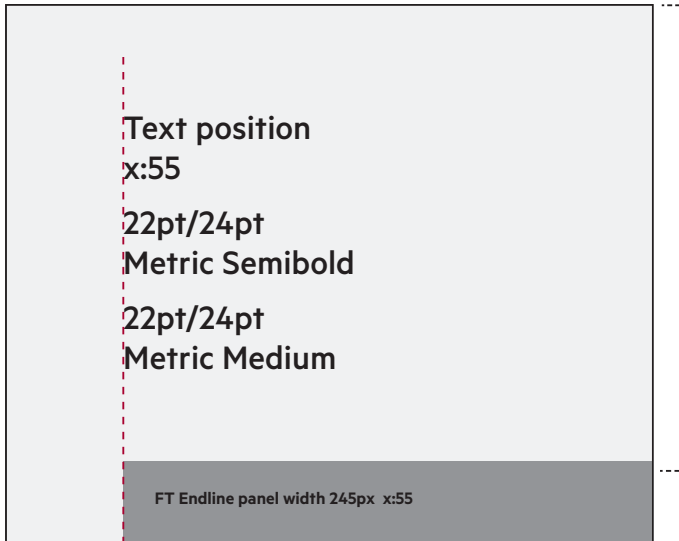 Text position
x:55
22pt/24pt
Metric Semibold
22pt/24pt
Metric Medium
FT Endline panel width 245px  x:55